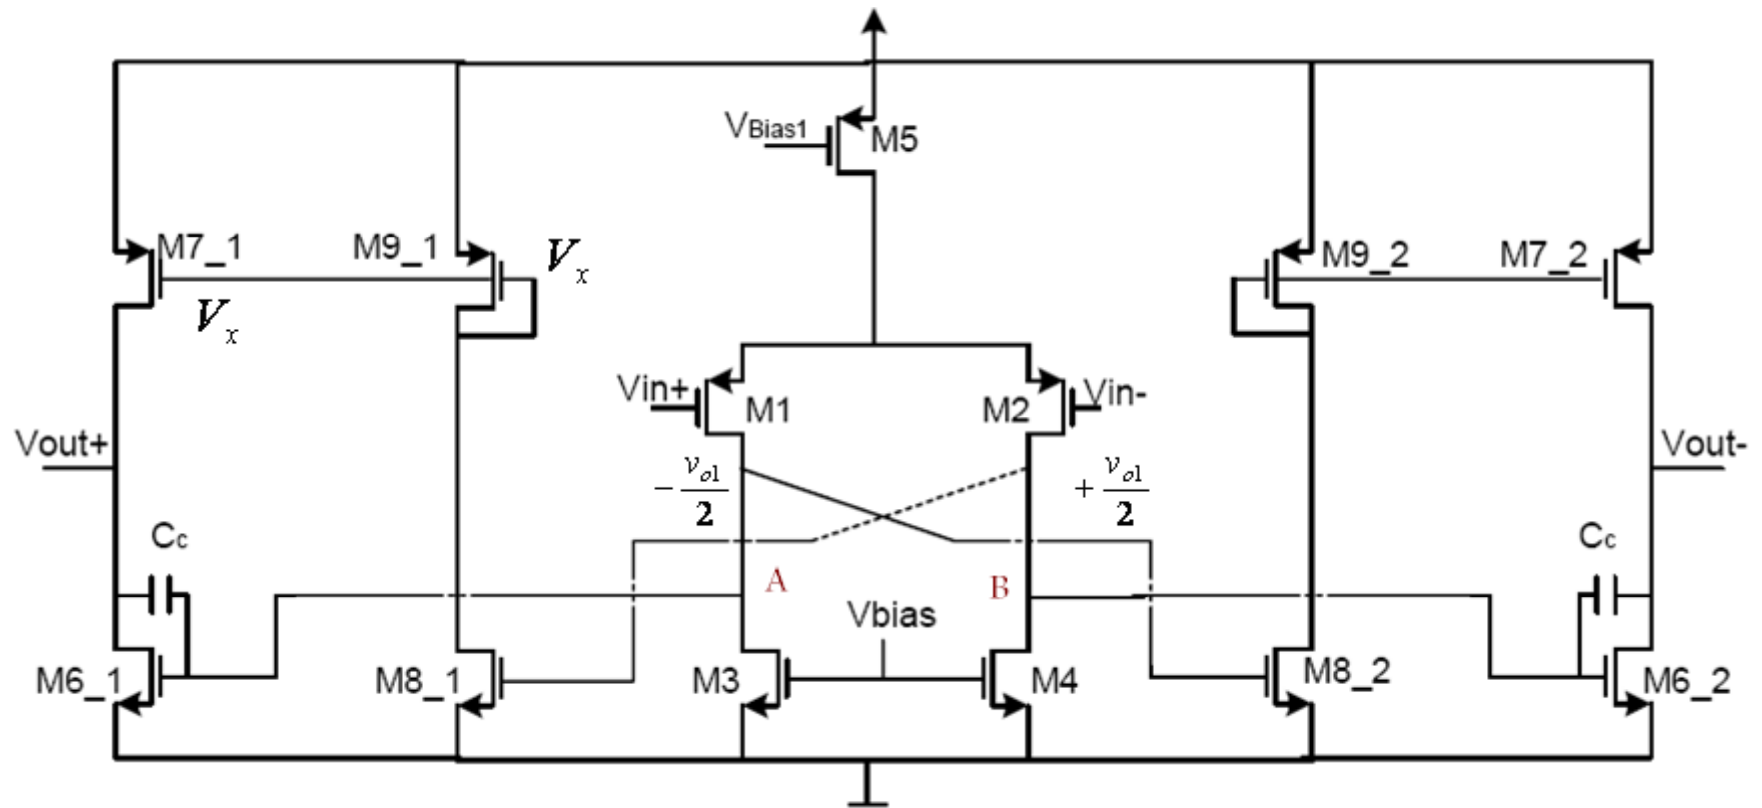 VBias1
M5
M7_1
M9_1
Vx
M9_2
M7_2
Vx
Vin+
M1
M2
Vin-
Vout+
Vout-
-vo1/2
+vo1/2
Cc
Cc
A
B
Vbias
M6_1
M8_1
M3
M4
M8_2
M6_2